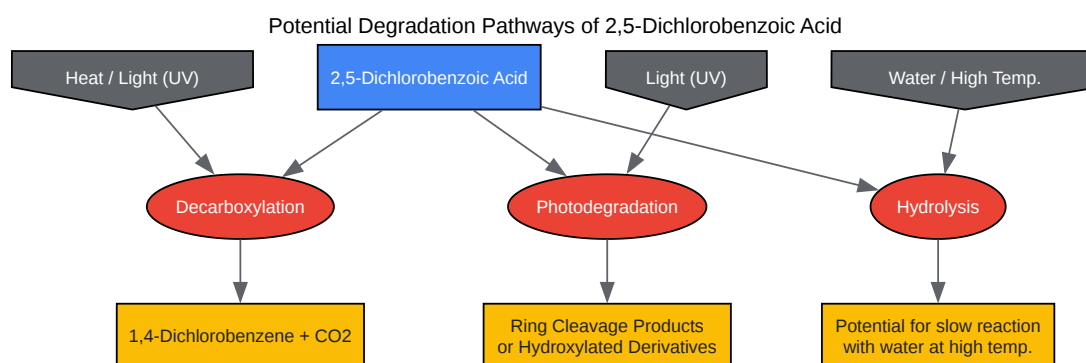 Potential Degradation Pathways of 2,5-Dichlorobenzoic Acid
Heat / Light (UV)
2,5-Dichlorobenzoic Acid
Light (UV)
Water / High Temp.
Decarboxylation
Photodegradation
Hydrolysis
1,4-Dichlorobenzene + CO2
Ring Cleavage Products
or Hydroxylated Derivatives
Potential for slow reaction
with water at high temp.